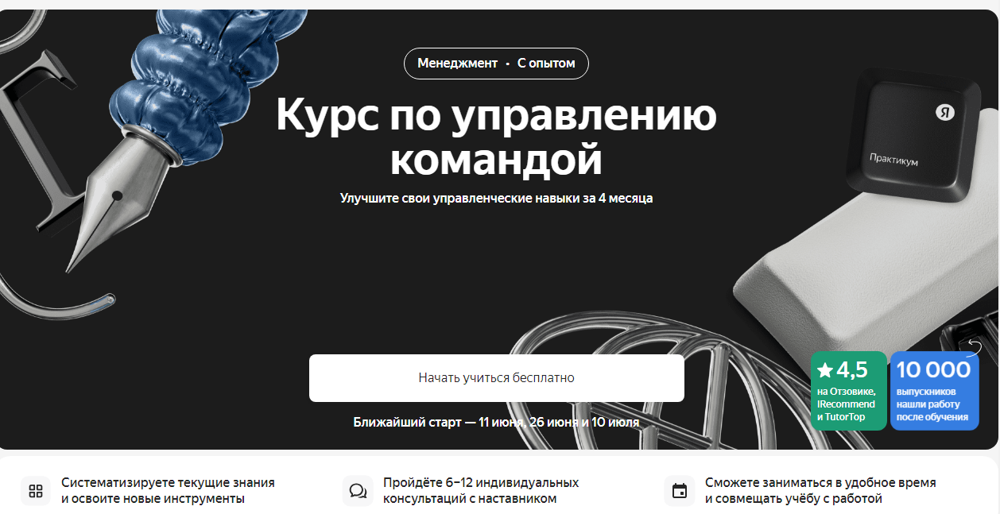 Менеджмент • С опытом
Курс по управлению
командой
Улучшите свои управленческие навыки за 4 месяца
Я
Практикум
Начать учиться бесплатно
Ближайший старт — 11 июня, 26 июня и 10 июля
4,5
на Отзовике,
IRecommend
и TutorTop
10 000
выпускников
нашли работу
после обучения
Систематизируете текущие знания
и освоите новые инструменты
Пройдёте 6–12 индивидуальных
консультаций с наставником
Сможете заниматься в удобное время
и совмещать учёбу с работой